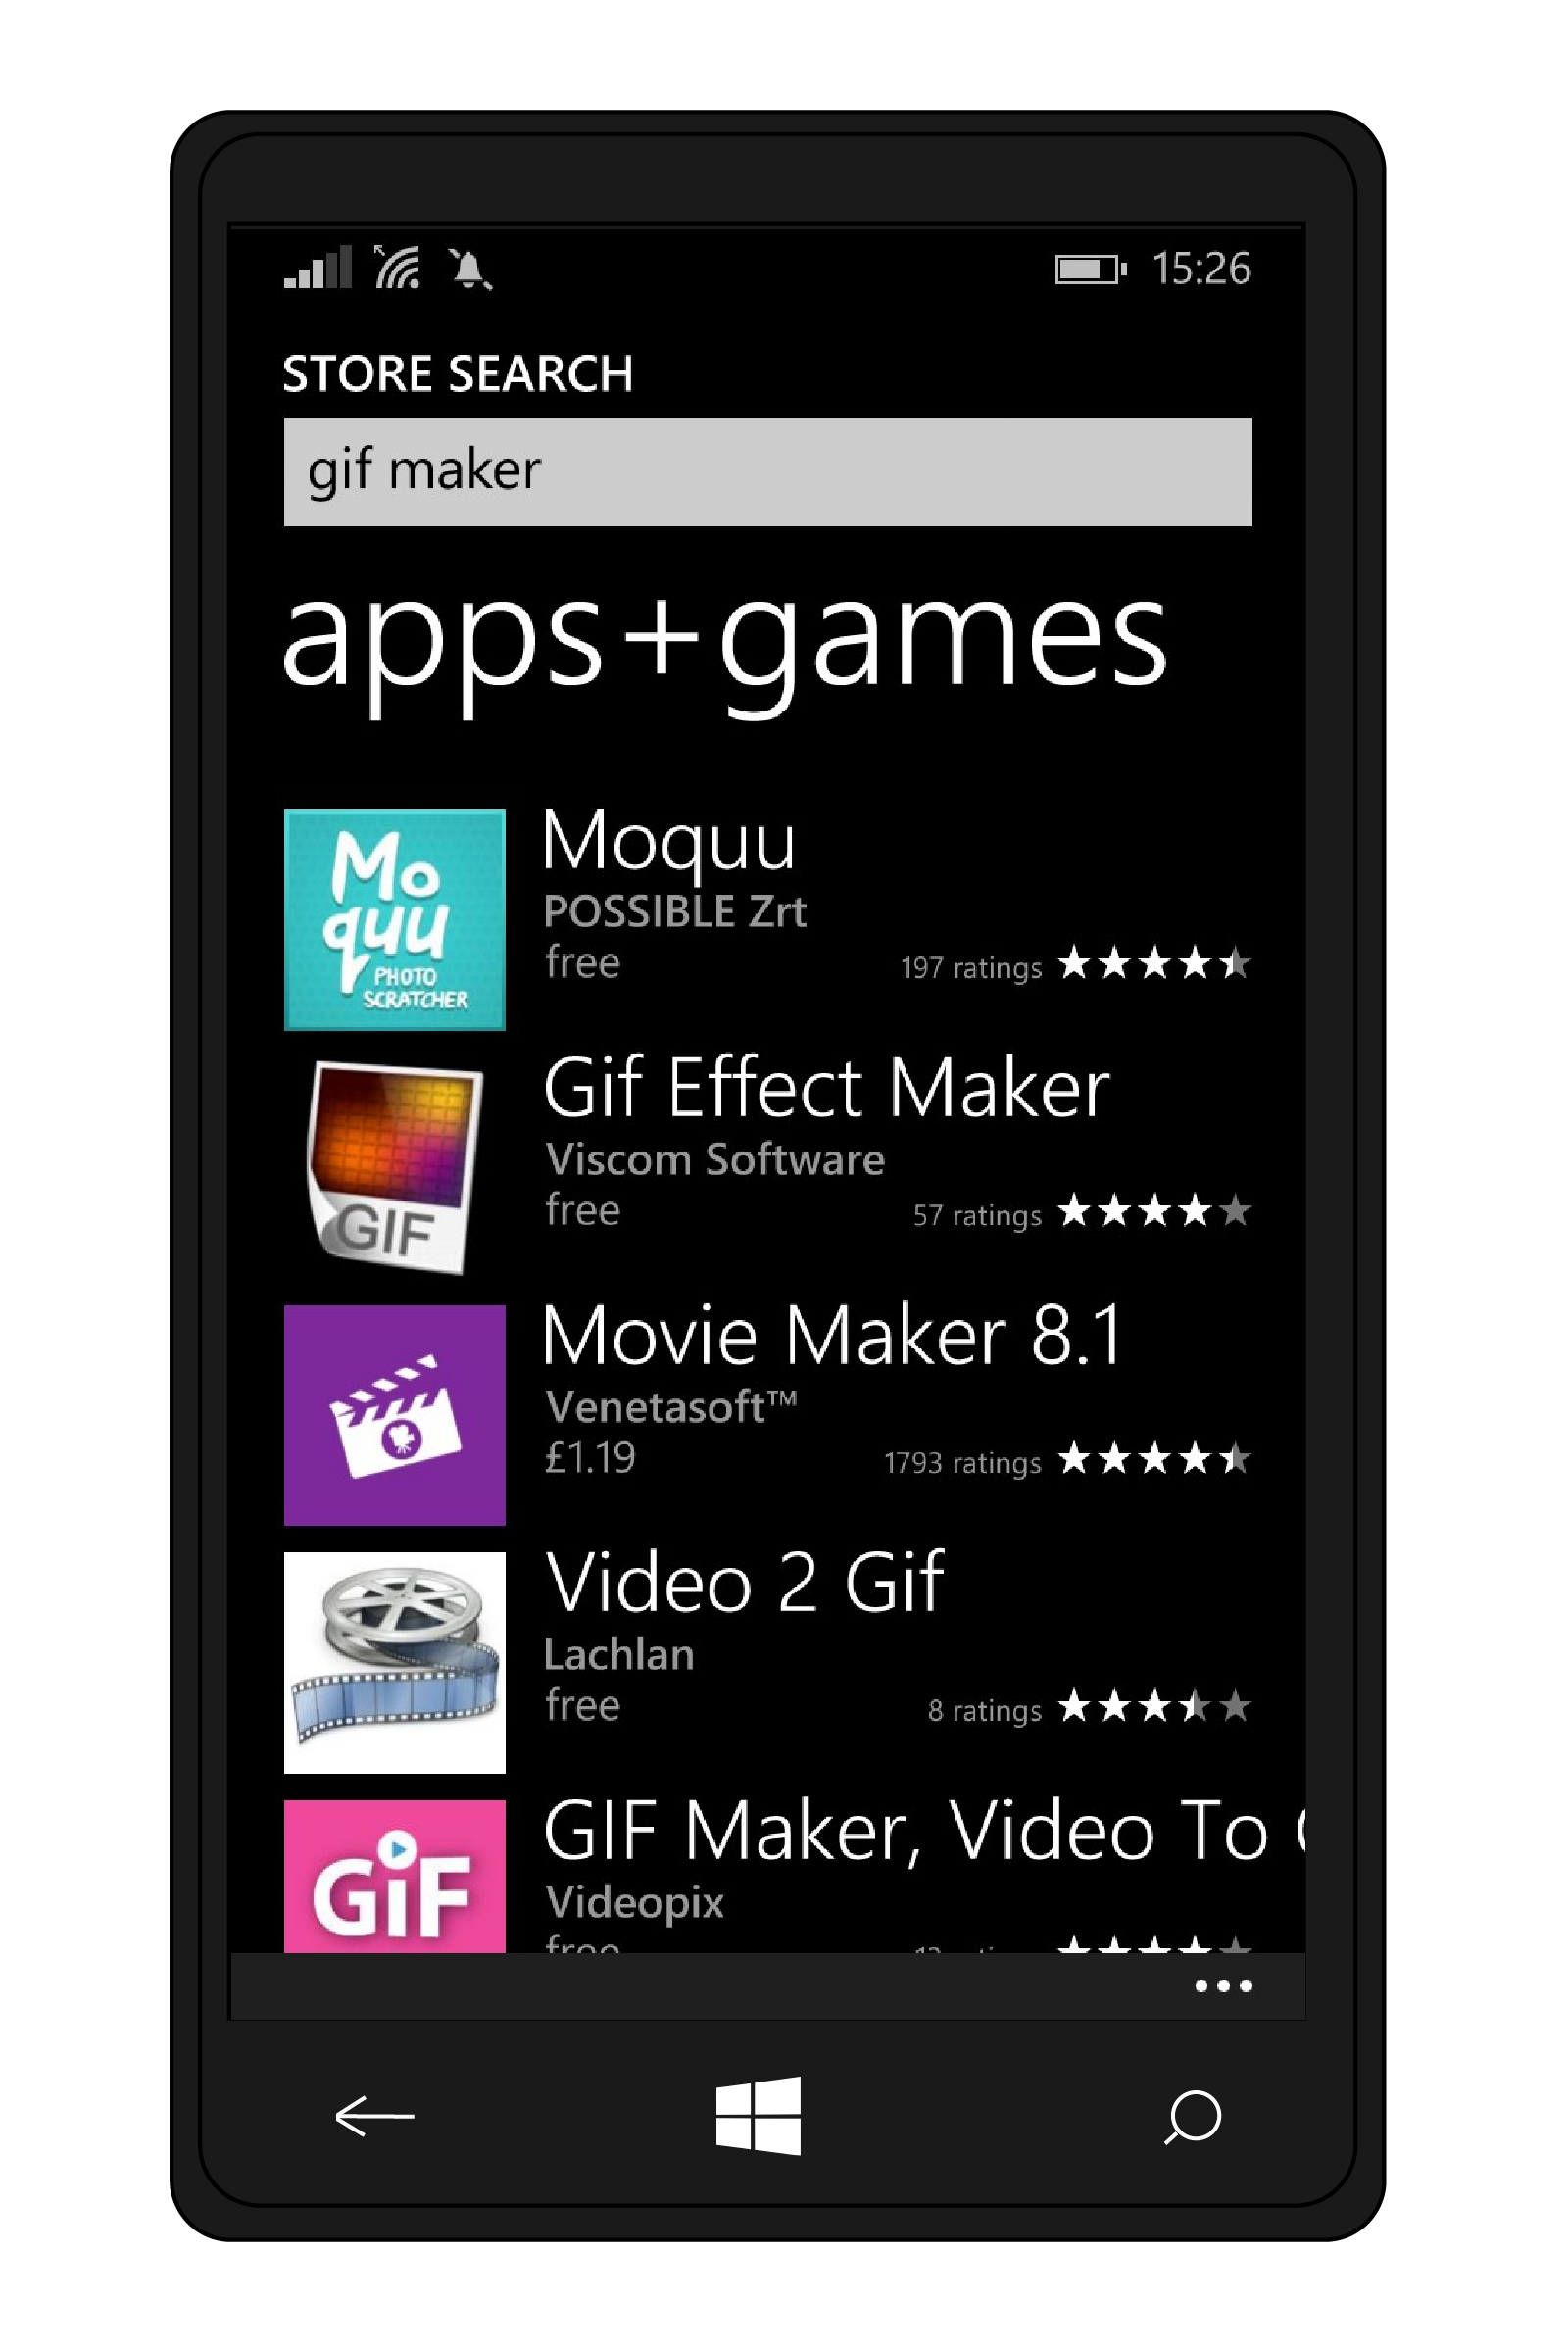 15:26
STORE SEARCH
gif maker
apps+games
Mo
quu
PHOTO
SCRATCHER
Moquu
POSSIBLE Zrt
free 197 ratings
GIF
Gif Effect Maker
Viscom Software
free 57 ratings
Movie Maker 8.1
Venetasoft™
£1.19 1793 ratings
Video 2 Gif
Lachlan
free 8 ratings
GiF
GIF Maker, Video To
Videopix
free